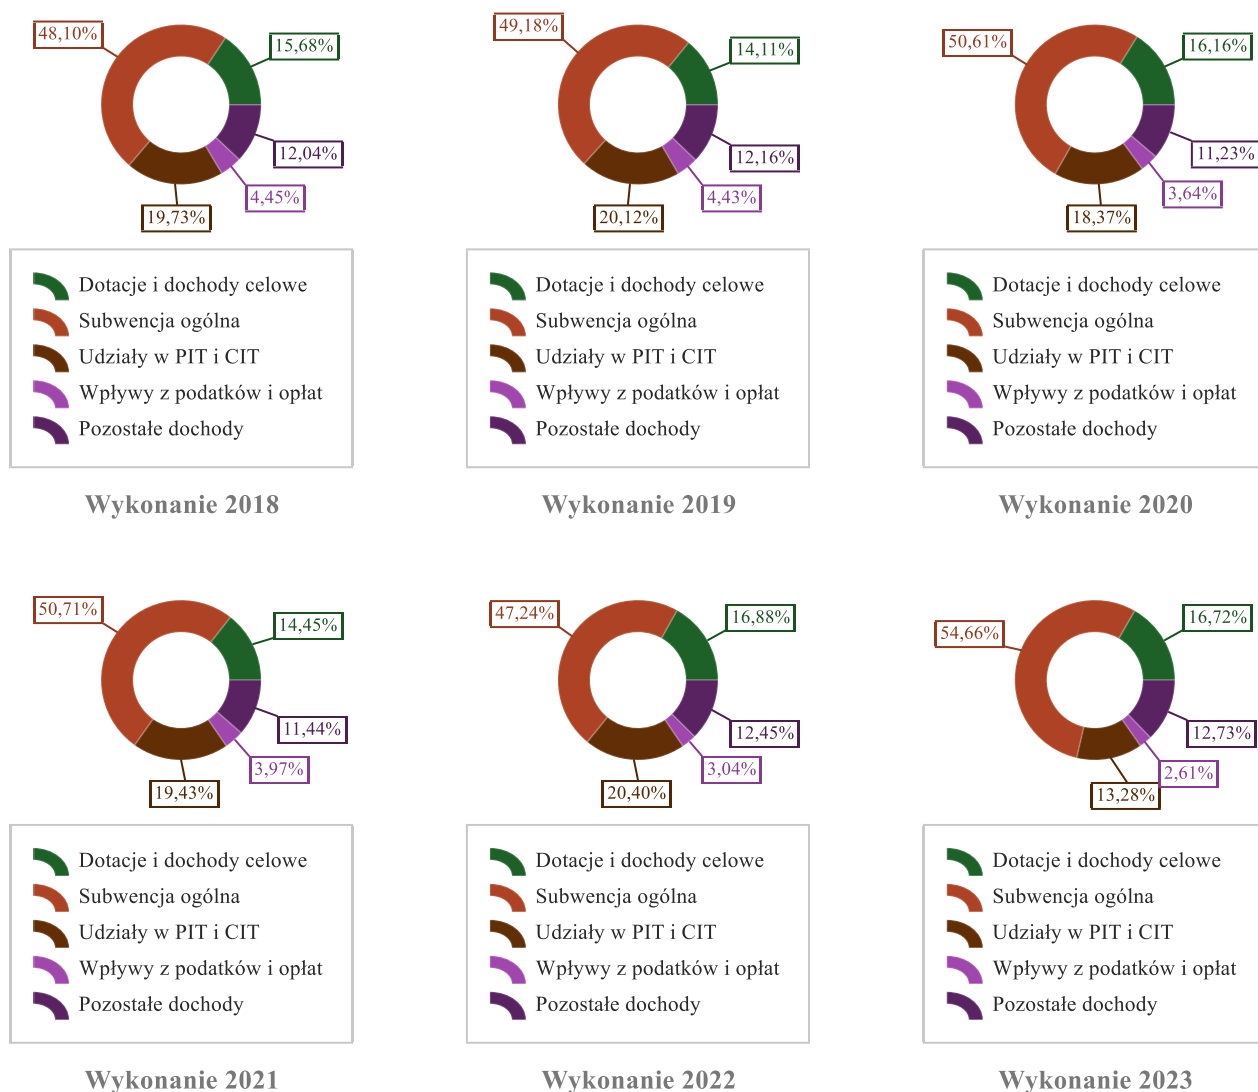 48,10%
15,68%
12,04%
4,45%
19,73%
Dotacje i dochody celowe
Subwencja ogólna
Udziały w PIT i CIT
Wpływy z podatków i opłat
Pozostałe dochody
Wykonanie 2018
49,18%
14,11%
12,16%
4,43%
20,12%
Dotacje i dochody celowe
Subwencja ogólna
Udziały w PIT i CIT
Wpływy z podatków i opłat
Pozostałe dochody
Wykonanie 2019
50,61%
16,16%
11,23%
3,64%
18,37%
Dotacje i dochody celowe
Subwencja ogólna
Udziały w PIT i CIT
Wpływy z podatków i opłat
Pozostałe dochody
Wykonanie 2020
50,71%
14,45%
11,44%
3,97%
19,43%
Dotacje i dochody celowe
Subwencja ogólna
Udziały w PIT i CIT
Wpływy z podatków i opłat
Pozostałe dochody
Wykonanie 2021
47,24%
16,88%
12,45%
3,04%
20,40%
Dotacje i dochody celowe
Subwencja ogólna
Udziały w PIT i CIT
Wpływy z podatków i opłat
Pozostałe dochody
Wykonanie 2022
54,66%
16,72%
12,73%
2,61%
13,28%
Dotacje i dochody celowe
Subwencja ogólna
Udziały w PIT i CIT
Wpływy z podatków i opłat
Pozostałe dochody
Wykonanie 2023